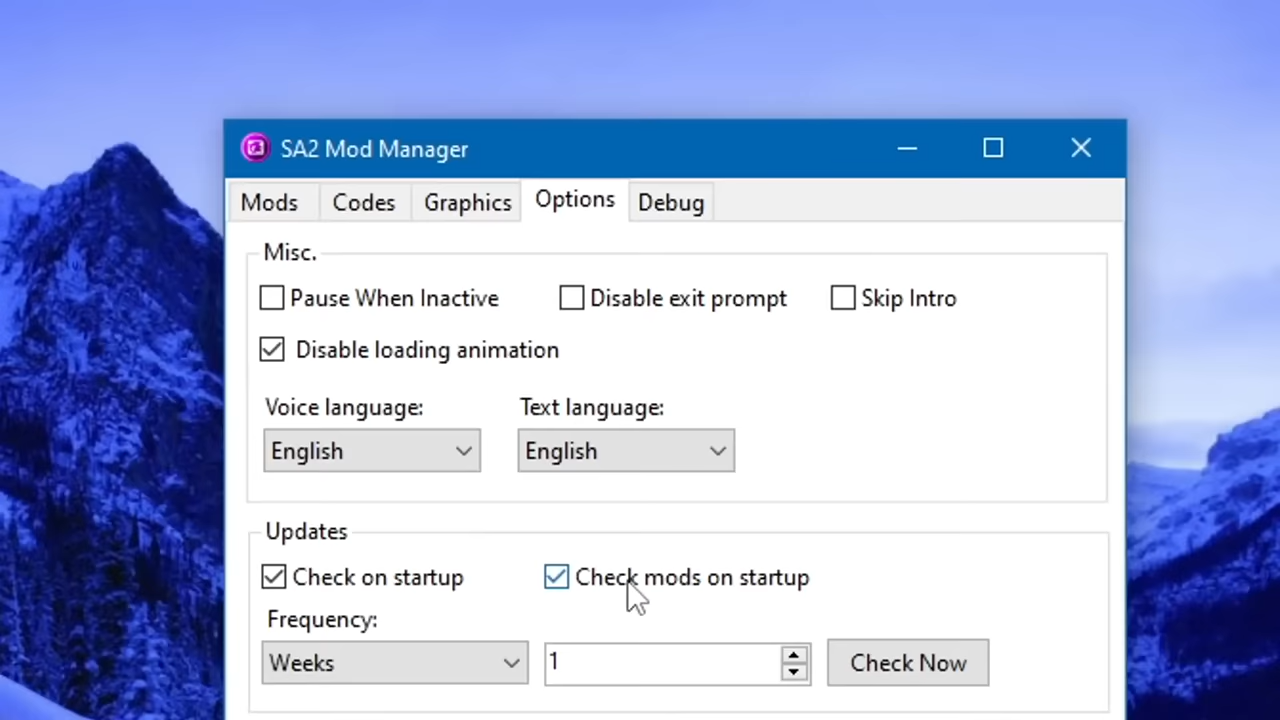 SA2 Mod Manager
Mods Codes Graphics Options Debug
Misc.
Pause When Inactive Disable exit prompt Skip Intro
Disable loading animation
Voice language: Text language:
English English
Updates
Check on startup Check mods on startup
Frequency:
Weeks 1 Check Now